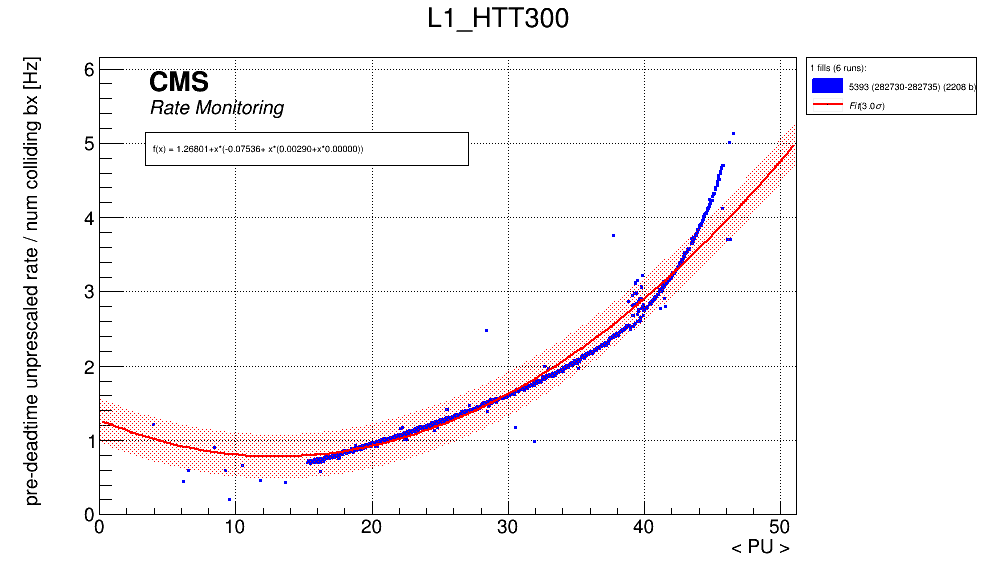 L1_HTT300
pre-deadtime unprescaled rate / num colliding bx [Hz]
CMS
Rate Monitoring
f(x) = 1.26801+x*(-0.07536+ x*(0.00290+x*0.00000))
6
5
4
3
2
1
0
0 10 20 30 40 50
< PU >
1 fills (6 runs):
5393 (282730-282735) (2208 b)
Fit(3.0σ)